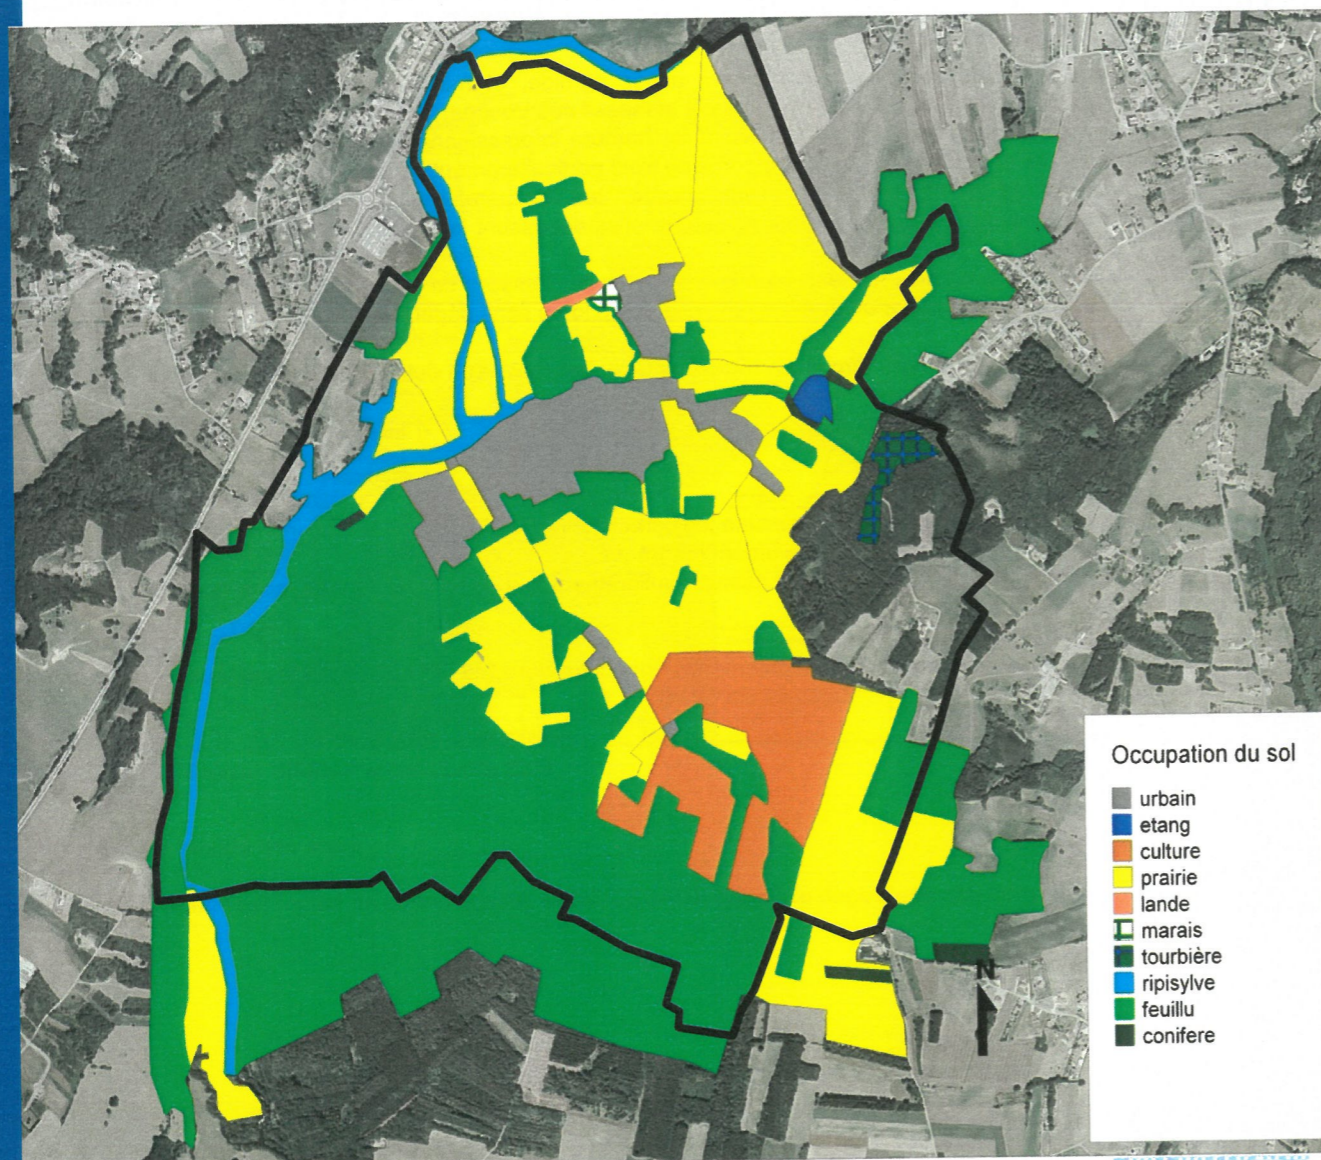 Occupation du sol
urbain
etang
culture
prairie
lande
marais
tourbière
ripisylve
feuillu
conifere
N